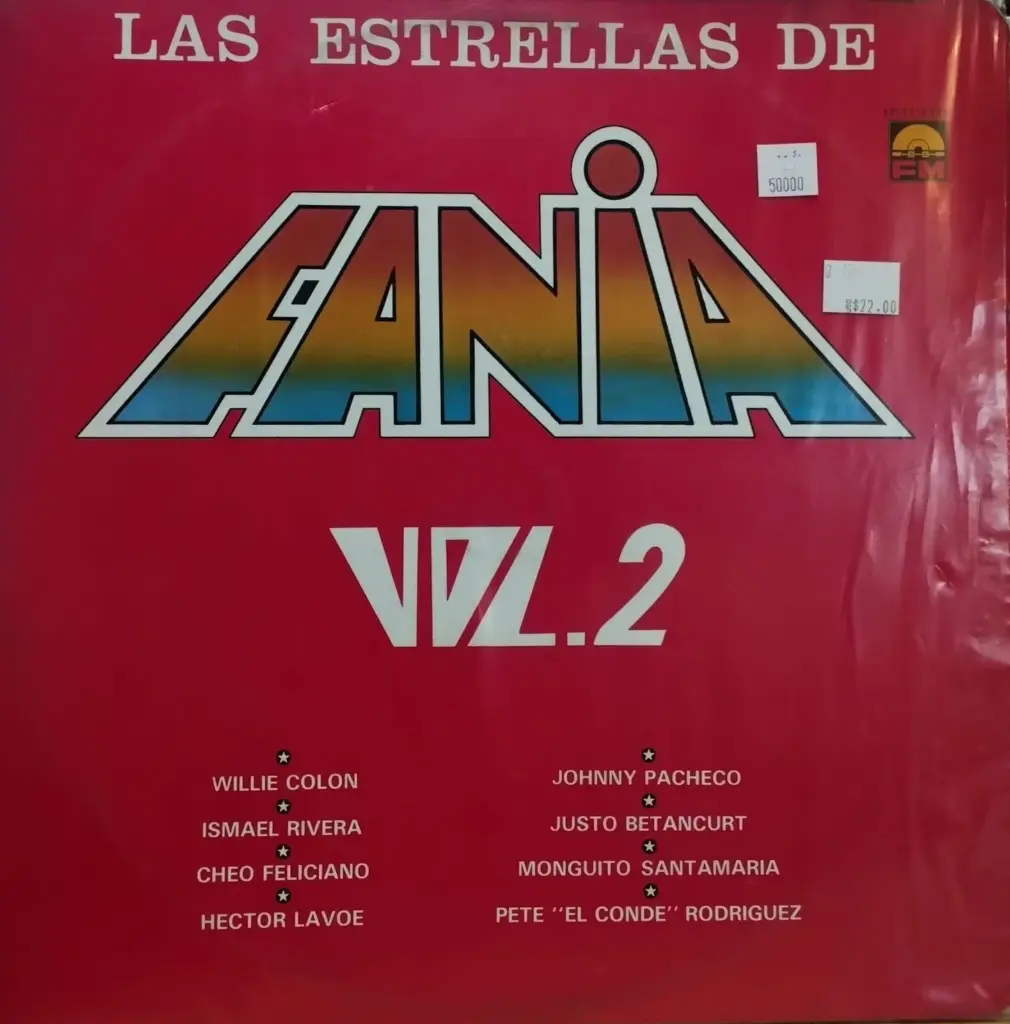 LAS ESTRELLAS DE
FANIA
50000
$22.00
FM
VOL.2
WILLIE COLON
ISMAEL RIVERA
CHEO FELICIANO
HECTOR LAVOE
JOHNNY PACHECO
JUSTO BETANCURT
MONGUITO SANTAMARIA
PETE "EL CONDE" RODRIGUEZ